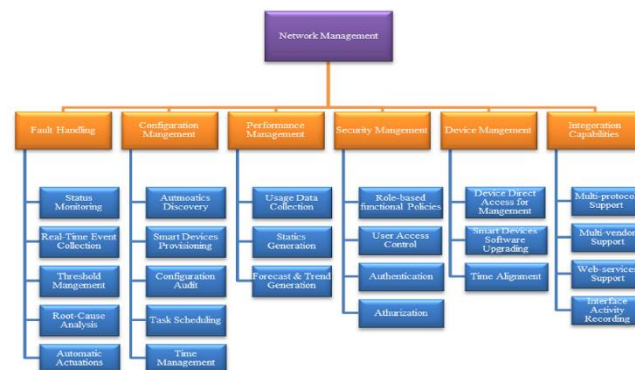 Network Management
Fault Handling
Configuration
Mangement
Performance
Management
Security Mangement
Device Mangement
Integoration
Capabilities
Status
Monitoring
Real-Time Event
Collection
Threshold
Mangement
Root-Cause
Analysis
Automatic
Actuations
Autmoatics
Discovery
Smart Devices
Provisioning
Configuration
Audit
Task Scheduling
Time
Management
Usage Data
Collection
Statics
Generation
Forecast & Trend
Generation
Role-based
functional Policies
User Access
Control
Authentication
Athurization
Device Direct
Access for
Mangement
Smart Devices
Software
Upgrading
Time Alignment
Multi-protocol
Support
Multi-vendor
Support
Web-services
Support
Interface
Activity
Recording